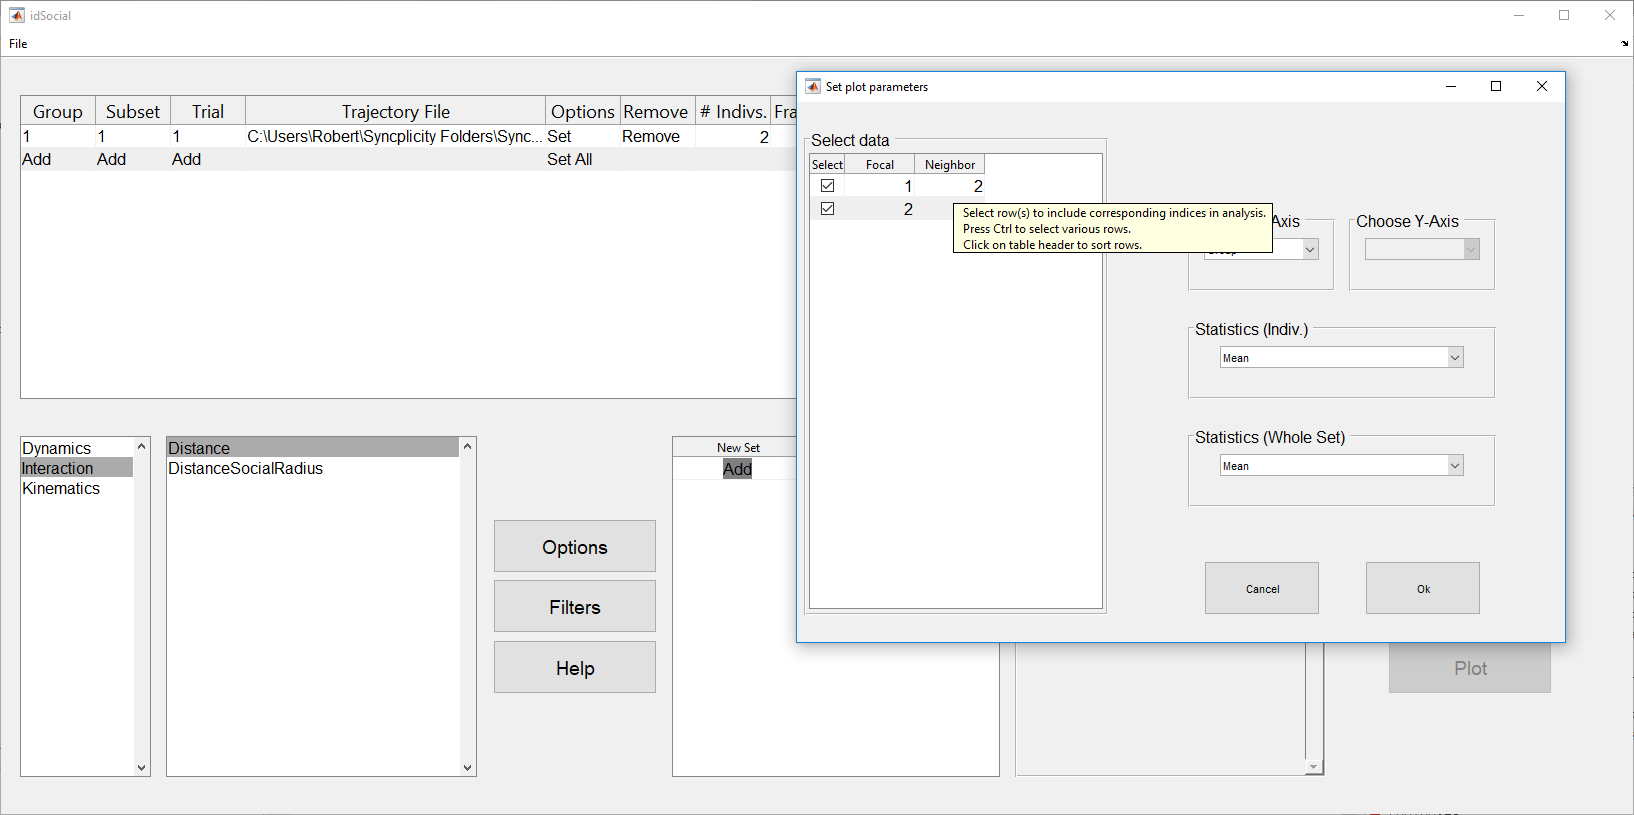 idSocial
File
Group Subset Trial Trajectory File Options Remove # Indivs. Fra
1 1 1 C:\Users\Robert\Syncplicity Folders\Sync... Set Remove 2
Add Add Add Set All
Dynamics
Interaction
Kinematics
Distance
DistanceSocialRadius
Options
Filters
Help
New Set
Add
Plot
Set plot parameters
Select data
Select Focal Neighbor
1 2
2
Select row(s) to include corresponding indices in analysis.
Press Ctrl to select various rows.
Click on table header to sort rows.
Axis
Choose Y-Axis
Statistics (Indiv.)
Mean
Statistics (Whole Set)
Mean
Cancel
Ok